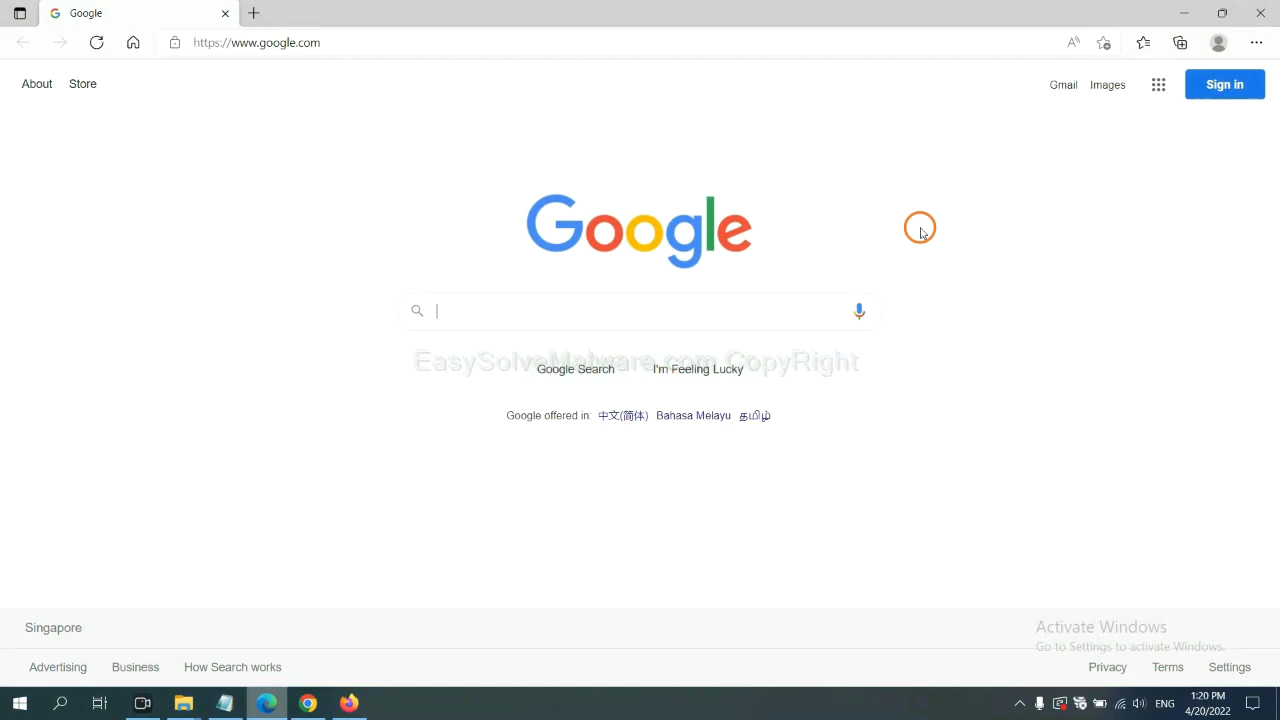 Google
https://www.google.com
About Store
Gmail Images Sign in
Google
EasySolveMalware.com CopyRight
Google Search I'm Feeling Lucky
Google offered in: 中文(简体) Bahasa Melayu தமிழ்
Singapore
Activate Windows
Go to Settings to activate Windows.
Advertising Business How Search works
Privacy Terms Settings
ENG
1:20 PM
4/20/2022